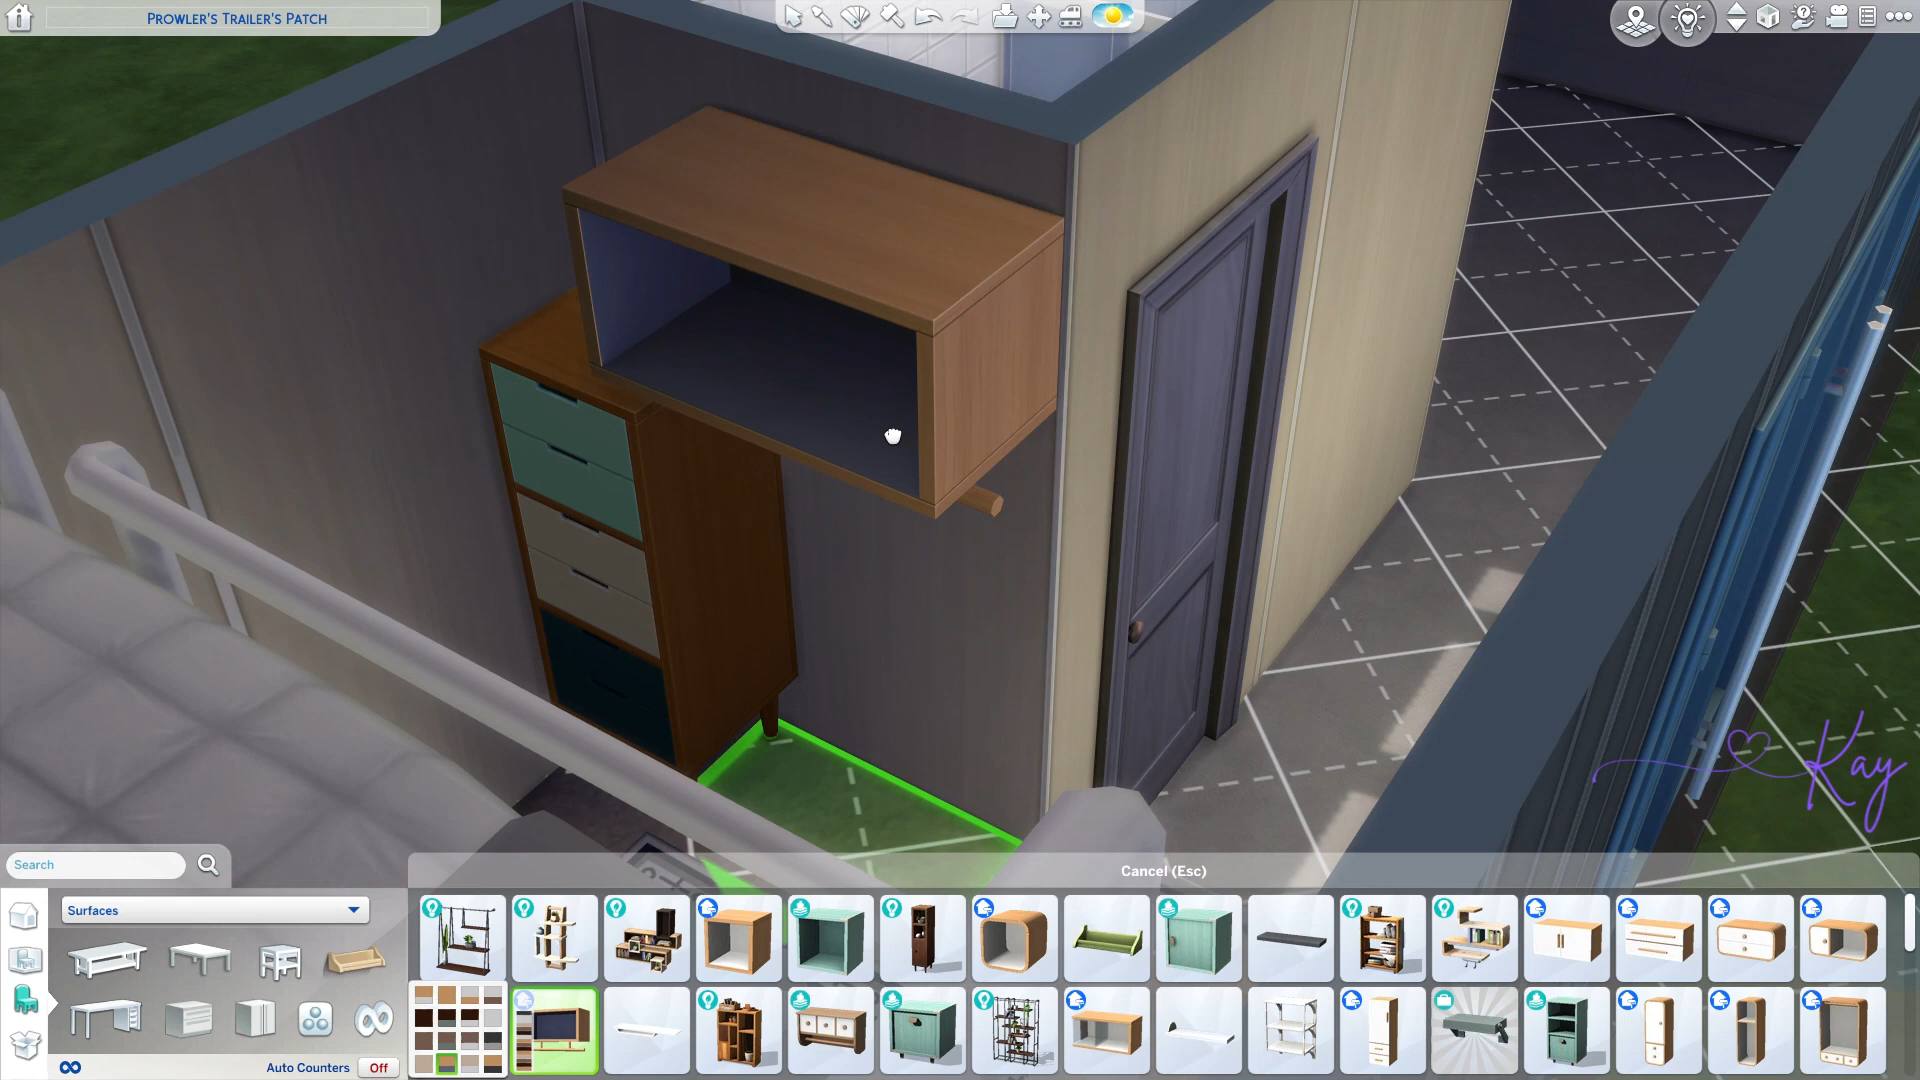 PROWLER'S TRAILER'S PATCH
Kay
Search
Cancel (Esc)
Surfaces
Auto Counters Off